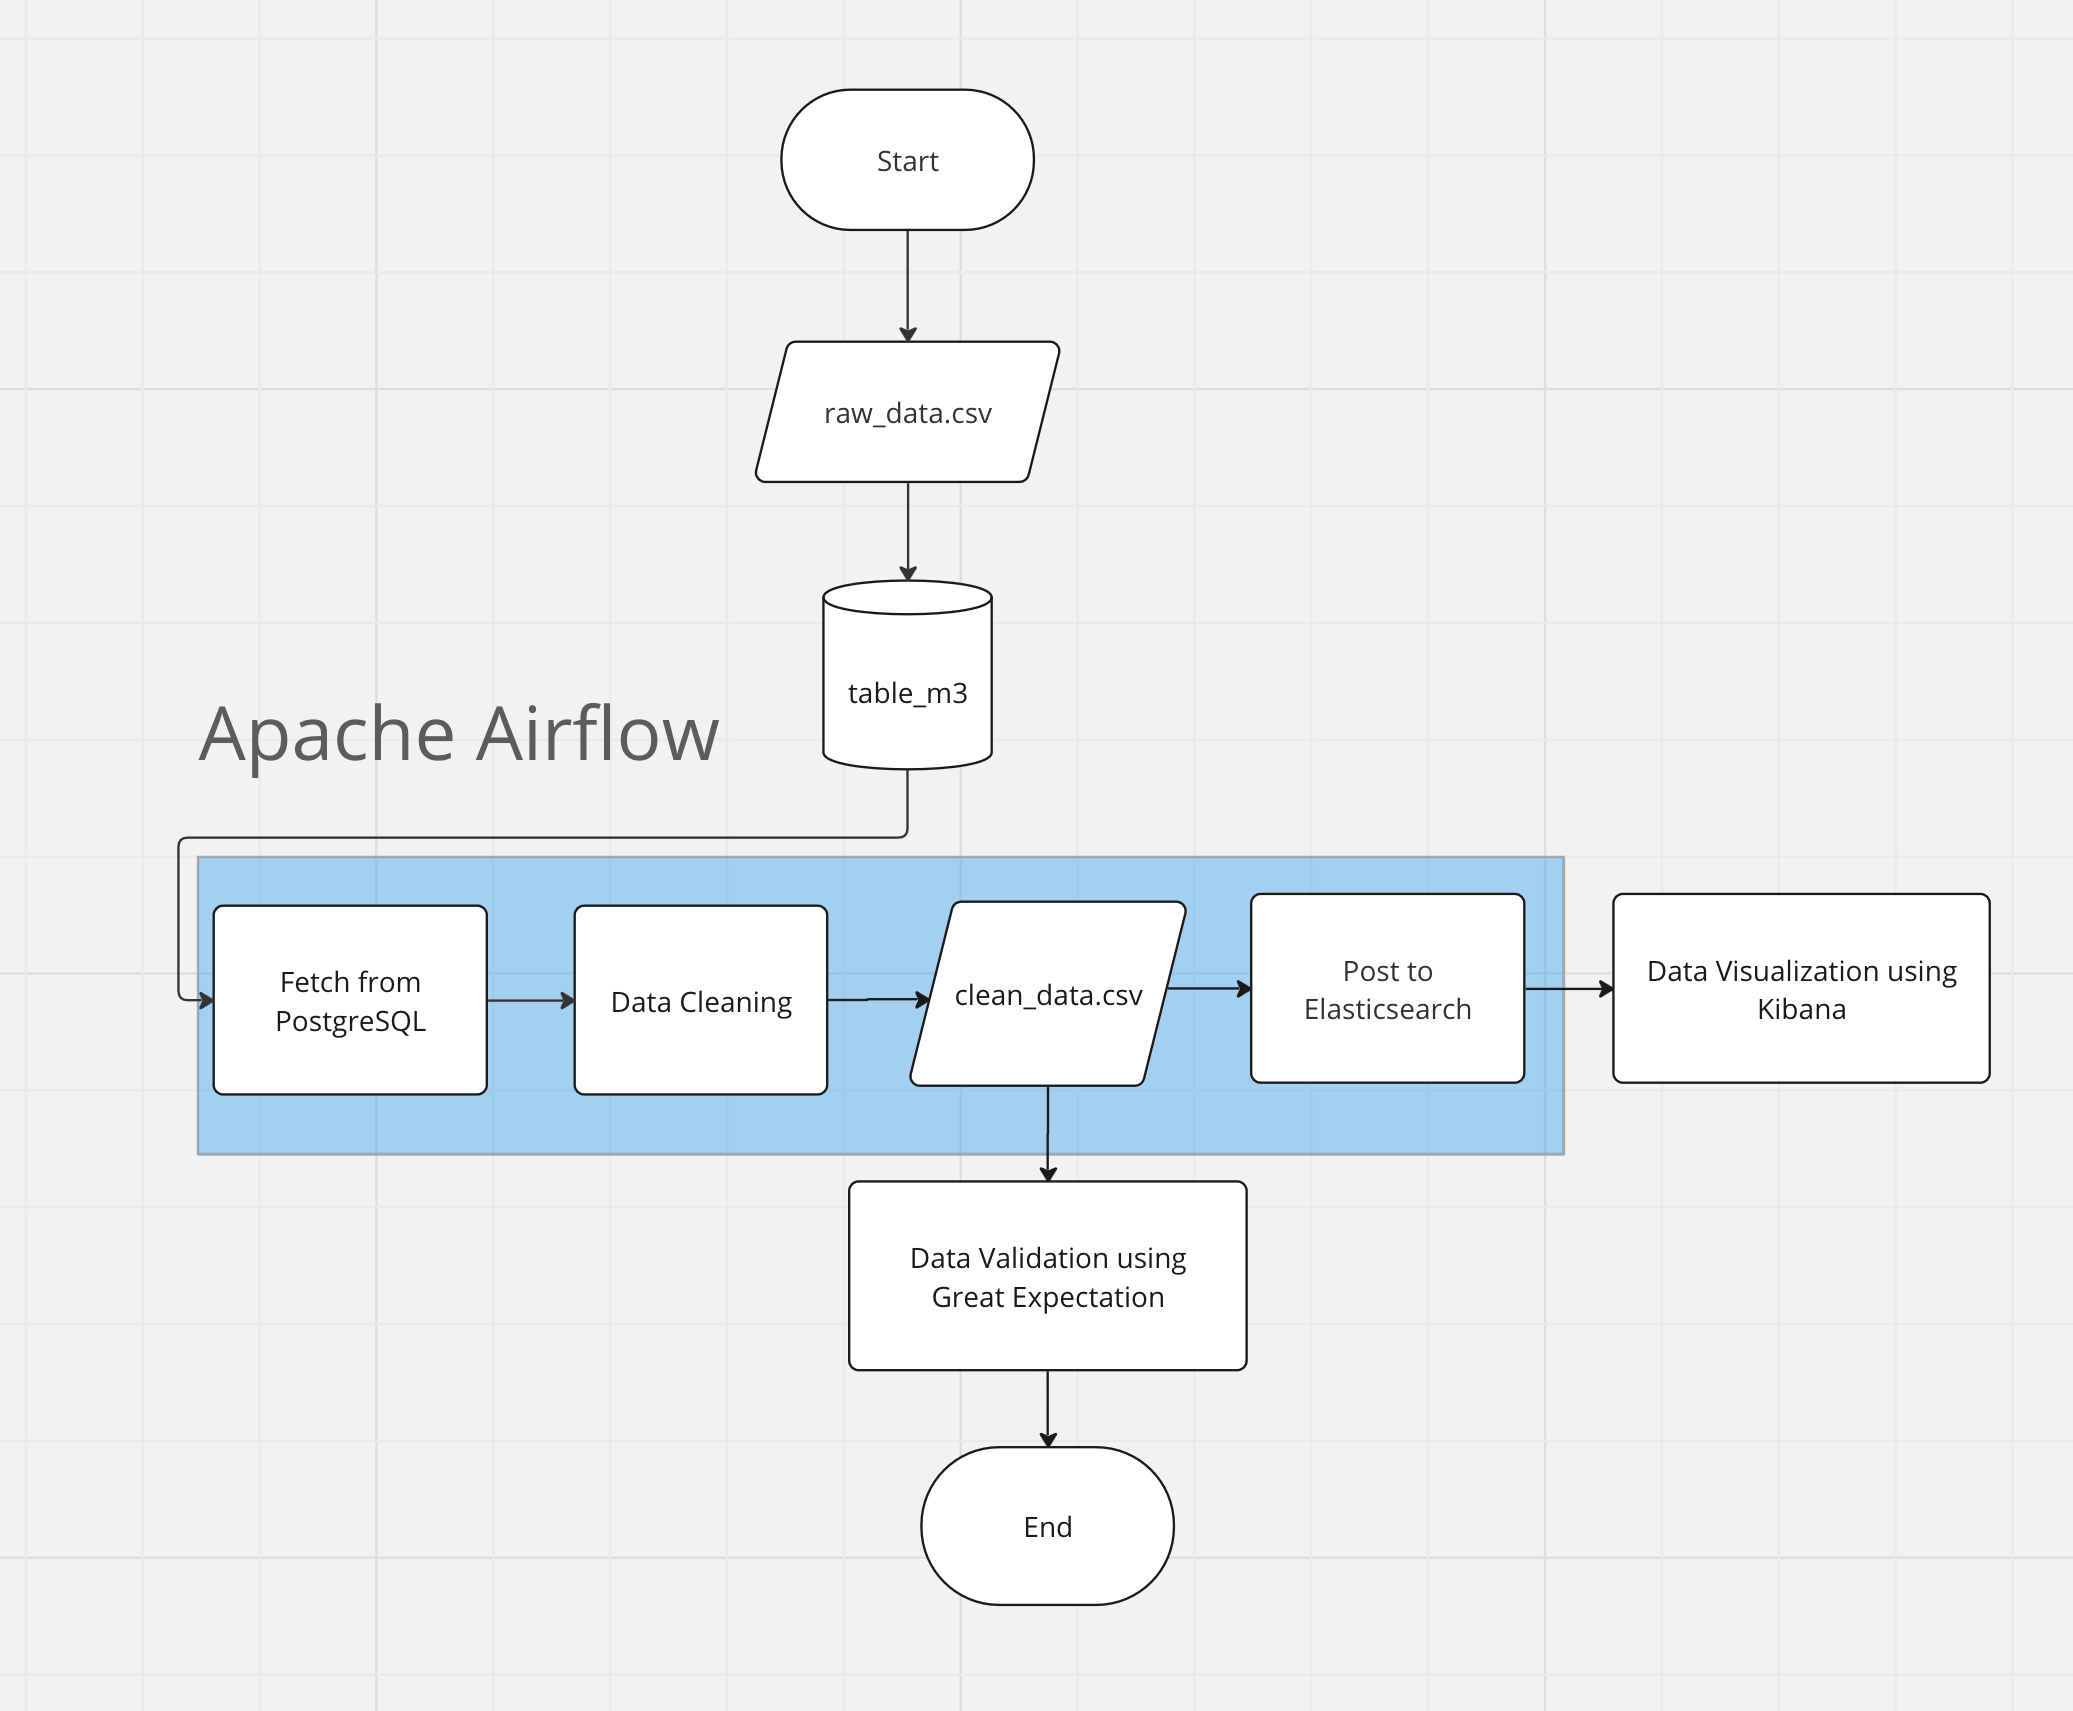 Start
raw_data.csv
table_m3
Apache Airflow
Fetch from
PostgreSQL
Data Cleaning
clean_data.csv
Post to
Elasticsearch
Data Visualization using
Kibana
Data Validation using
Great Expectation
End